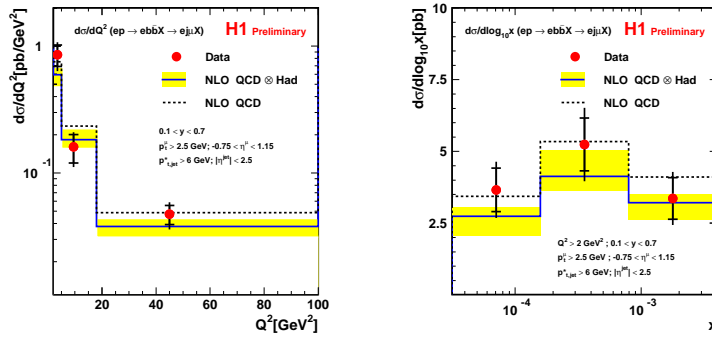 dσ/dQ² (ep → ebb̄X → ejμX) H1 Preliminary
dσ/dQ²[pb/GeV²]
1
10⁻¹
Data
NLO QCD ⊗ Had
NLO QCD
0.1 < y < 0.7
pₜ^μ > 2.5 GeV; -0.75 < η^μ < 1.15
p*ₜ,jet > 6 GeV; |η^jet| < 2.5
20 40 60 80 100
Q²[GeV²]
dσ/dlog₁₀x (ep → ebb̄X → ejμX) H1 Preliminary
dσ/dlog₁₀x[pb]
10
7.5
5
2.5
0
Data
NLO QCD ⊗ Had
NLO QCD
Q² > 2 GeV² ; 0.1 < y < 0.7
pₜ^μ > 2.5 GeV ; -0.75 < η^μ < 1.15
p*ₜ,jet > 6 GeV ; |η^jet| < 2.5
10⁻⁴ 10⁻³